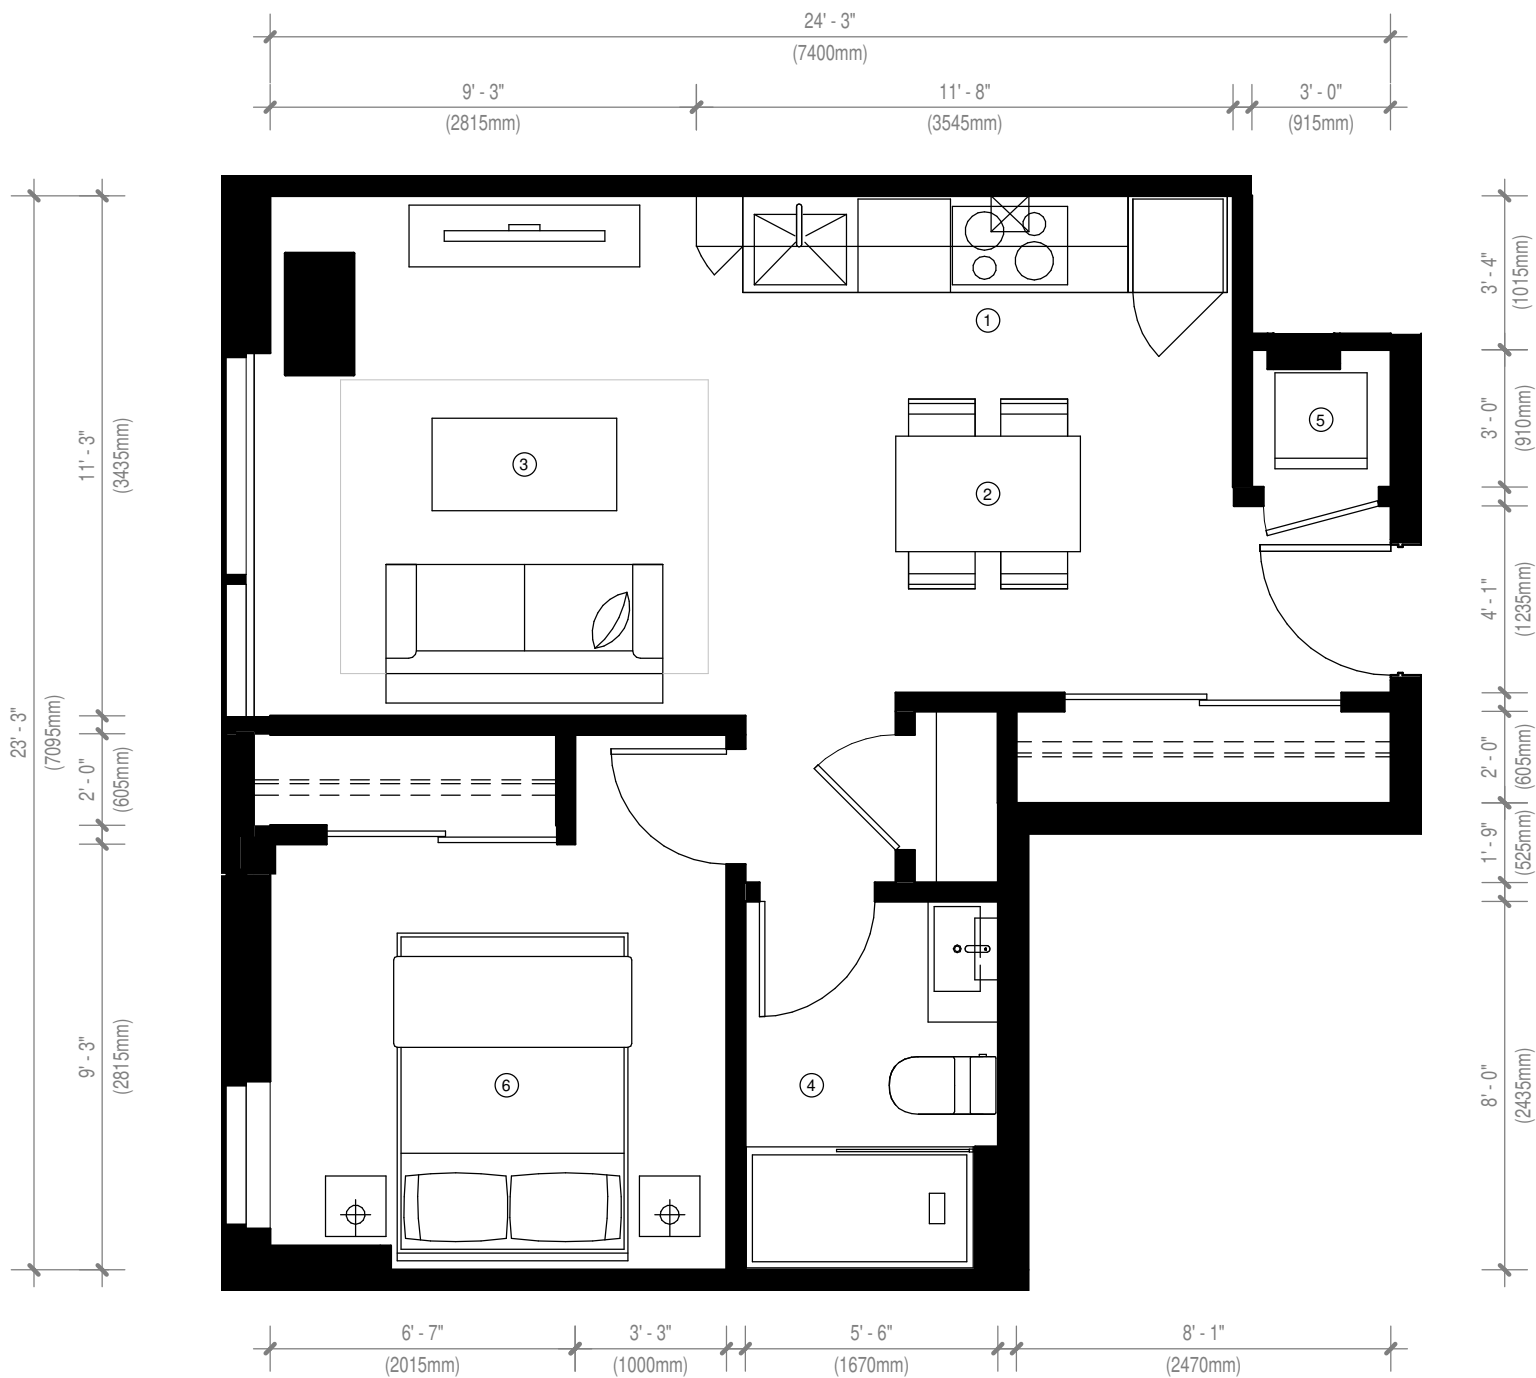 24' - 3"
(7400mm)
9' - 3"
11' - 8"
3' - 0"
(2815mm)
(3545mm)
(915mm)
23' - 3"
(7095mm)
11' - 3"
(3435mm)
2' - 0"
(605mm)
9' - 3"
(2815mm)
1
2
3
5
4
6
3' - 4"
(1015mm)
3' - 0"
(910mm)
4' - 1"
(1235mm)
2' - 0"
(605mm)
1' - 9"
(525mm)
8' - 0"
(2435mm)
6' - 7"
3' - 3"
5' - 6"
8' - 1"
(2015mm)
(1000mm)
(1670mm)
(2470mm)